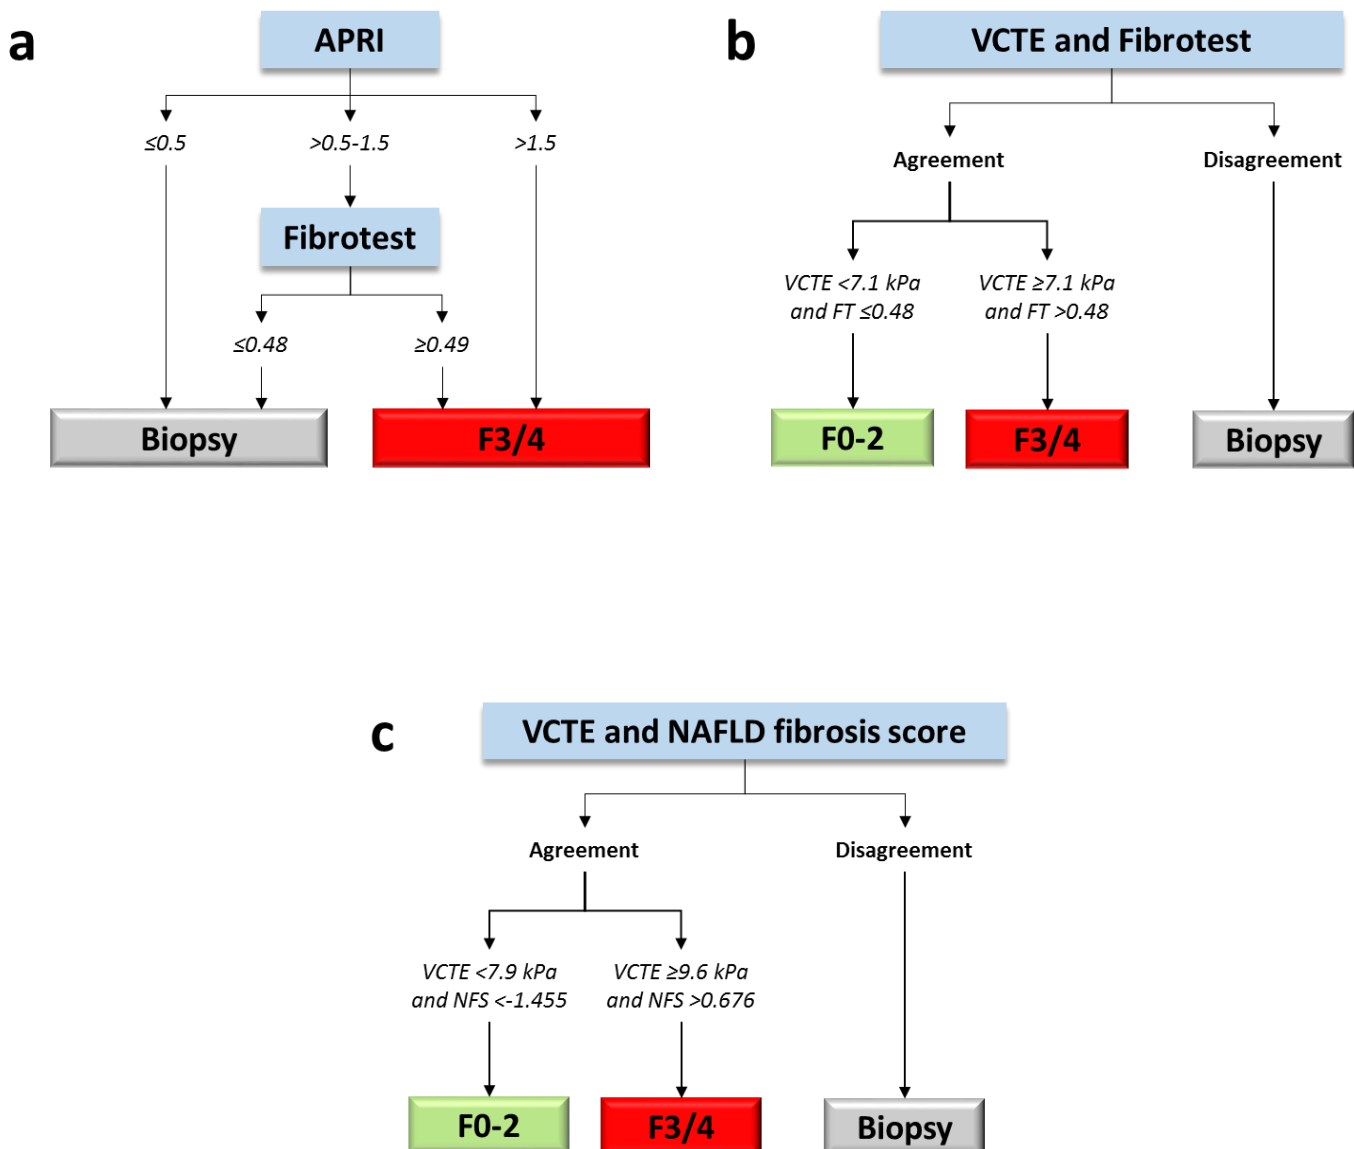 a
APRI
≤0.5
>0.5-1.5
>1.5
Fibrotest
≤0.48
≥0.49
Biopsy
F3/4
b
VCTE and Fibrotest
Agreement
Disagreement
VCTE <7.1 kPa
and FT ≤0.48
VCTE ≥7.1 kPa
and FT >0.48
F0-2
F3/4
Biopsy
c
VCTE and NAFLD fibrosis score
Agreement
Disagreement
VCTE <7.9 kPa
and NFS <-1.455
VCTE ≥9.6 kPa
and NFS >0.676
F0-2
F3/4
Biopsy